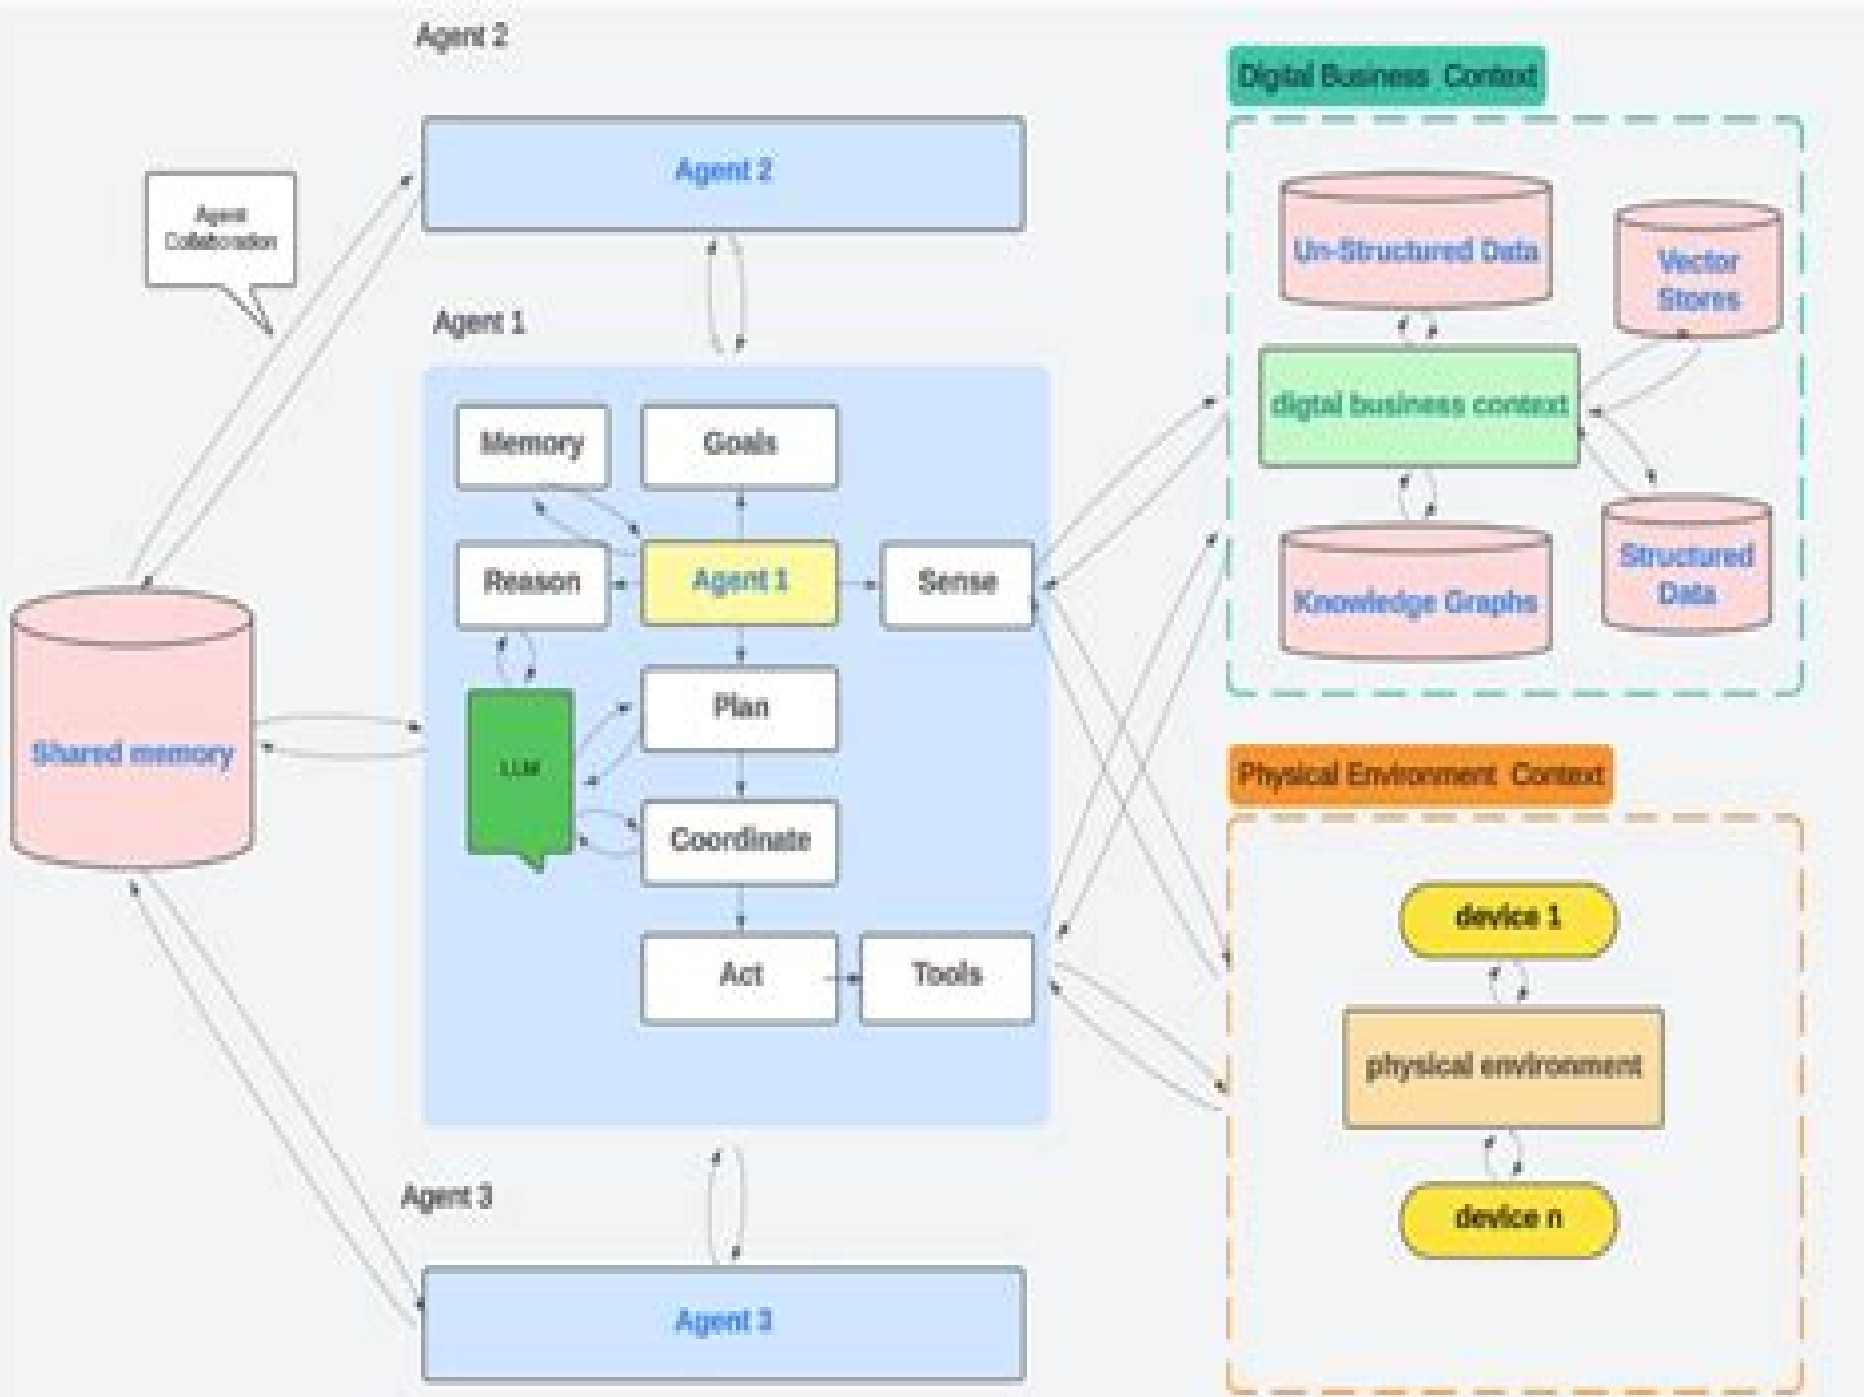 Agent 2
Digital Business Context
Agent 2
Agent
Collaboration
Un-Structured Data
Vector
Stores
Agent 1
digtal business context
Memory
Goals
Reason
Agent 1
Sense
Structured
Data
Knowledge Graphs
Plan
Shared memory
LLM
Physical Environment Context
Coordinate
device 1
Act
Tools
physical environment
Agent 3
device n
Agent 3